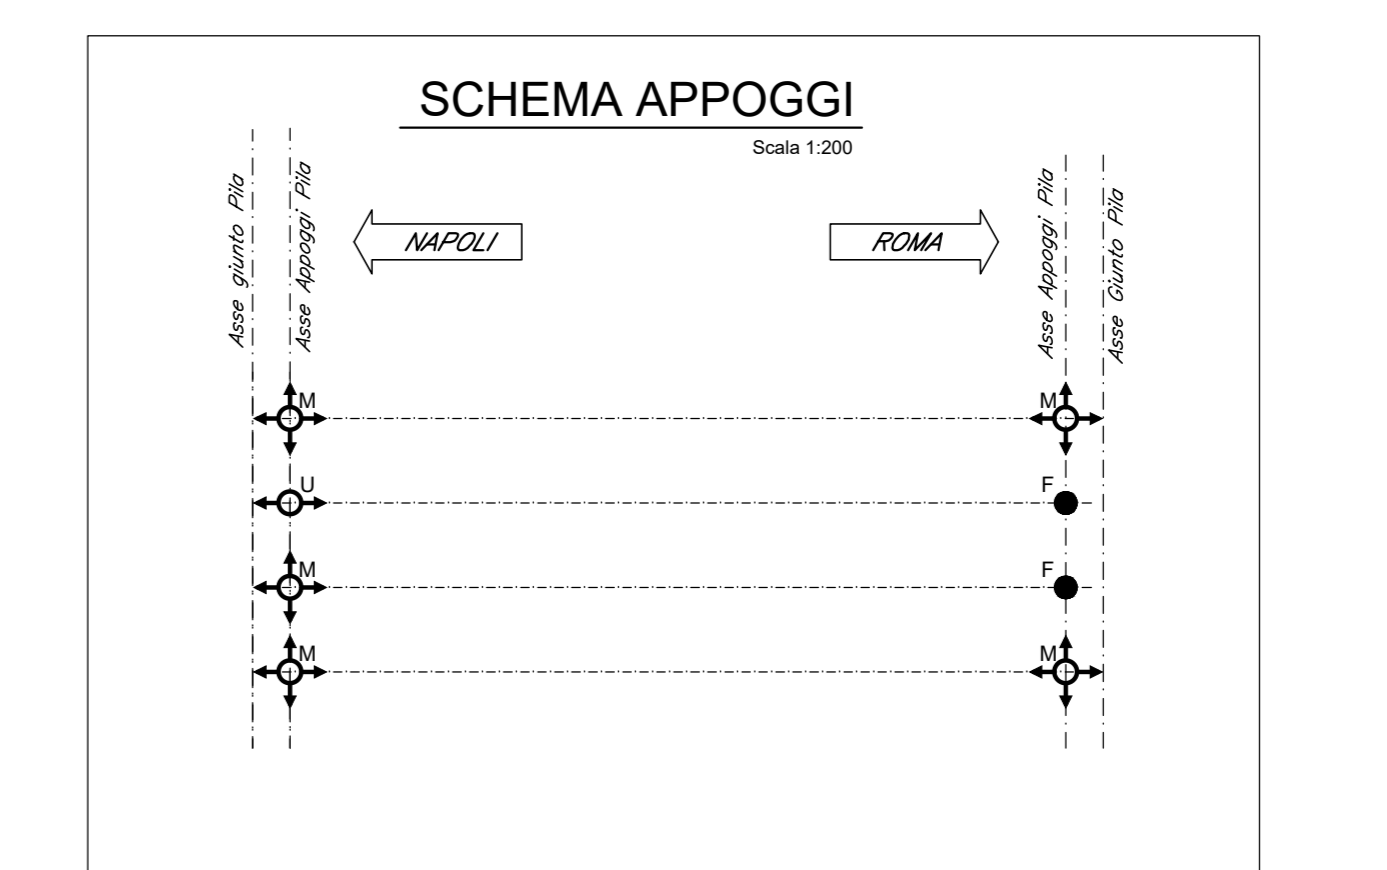 SCHEMA APPOGGI
Scala 1:200
Asse giunto Pila
Asse Appoggi Pila
NAPOLI
ROMA
Asse Appoggi Pila
Asse Giunto Pila
M
M
U
F
M
F
M
M